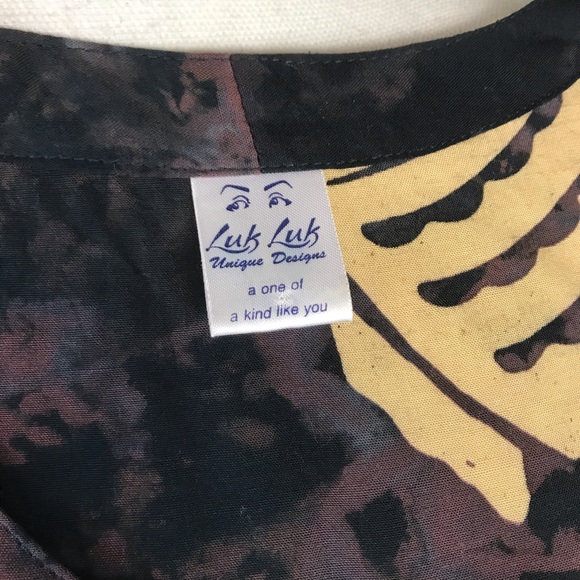 Luk Luk
Unique Designs
a one of
a kind like you